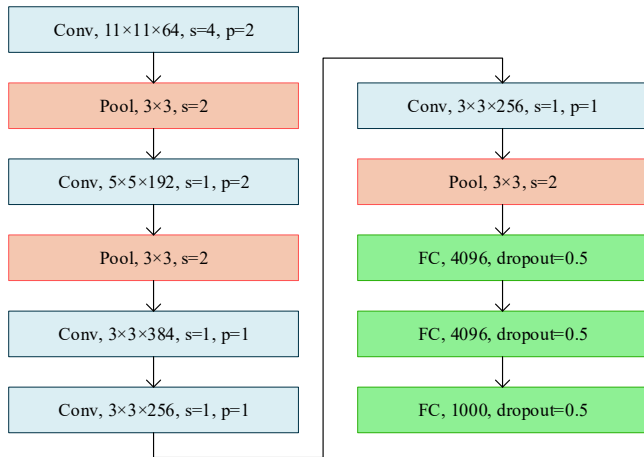 Conv, 11×11×64, s=4, p=2
Pool, 3×3, s=2
Conv, 5×5×192, s=1, p=2
Pool, 3×3, s=2
Conv, 3×3×384, s=1, p=1
Conv, 3×3×256, s=1, p=1
Conv, 3×3×256, s=1, p=1
Pool, 3×3, s=2
FC, 4096, dropout=0.5
FC, 4096, dropout=0.5
FC, 1000, dropout=0.5